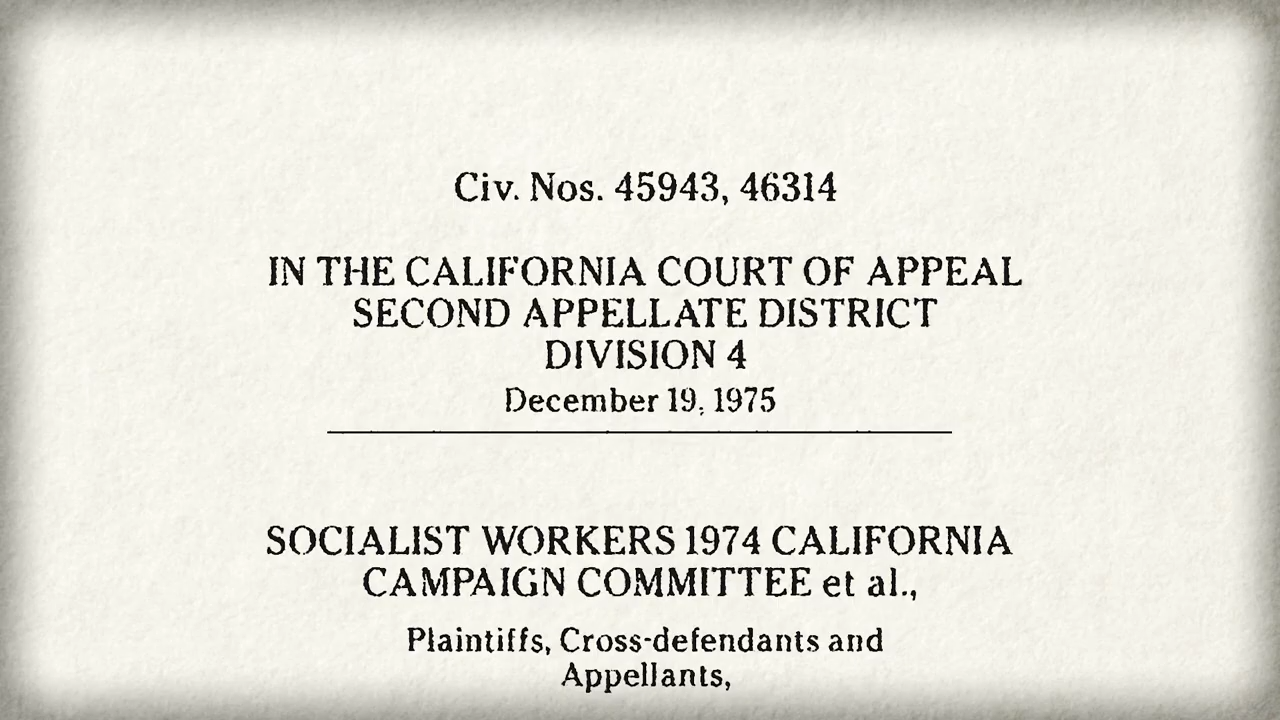 Civ. Nos. 45943, 46314
IN THE CALIFORNIA COURT OF APPEAL
SECOND APPELLATE DISTRICT
DIVISION 4
December 19, 1975
SOCIALIST WORKERS 1974 CALIFORNIA
CAMPAIGN COMMITTEE et al.,
Plaintiffs, Cross-defendants and
Appellants,